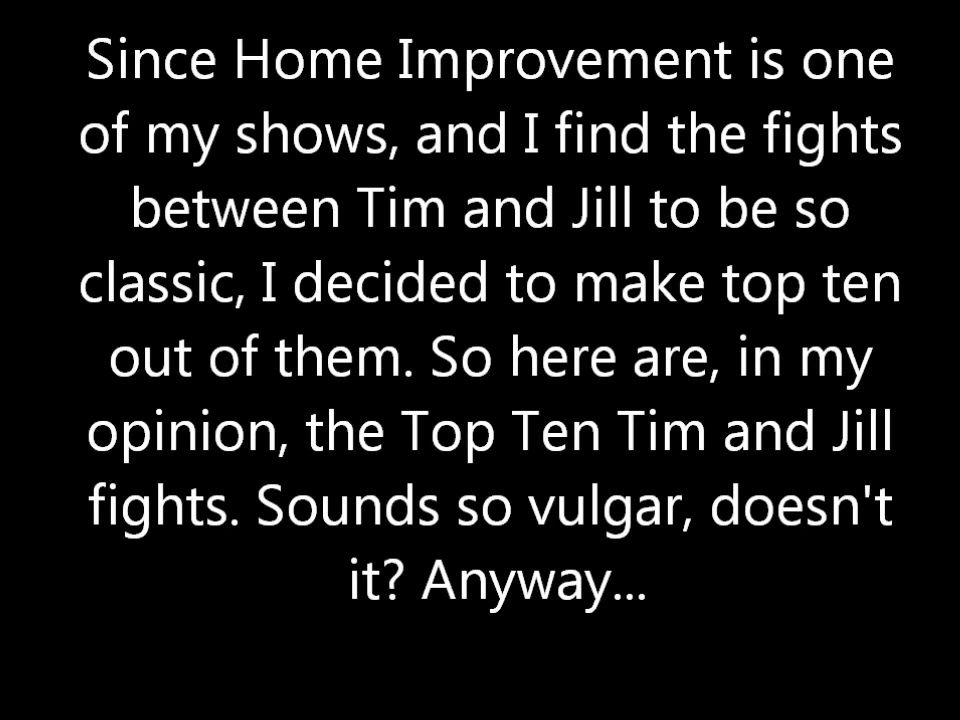 Since Home Improvement is one
of my shows, and I find the fights
between Tim and Jill to be so
classic, I decided to make top ten
out of them. So here are, in my
opinion, the Top Ten Tim and Jill
fights. Sounds so vulgar, doesn't
it? Anyway...